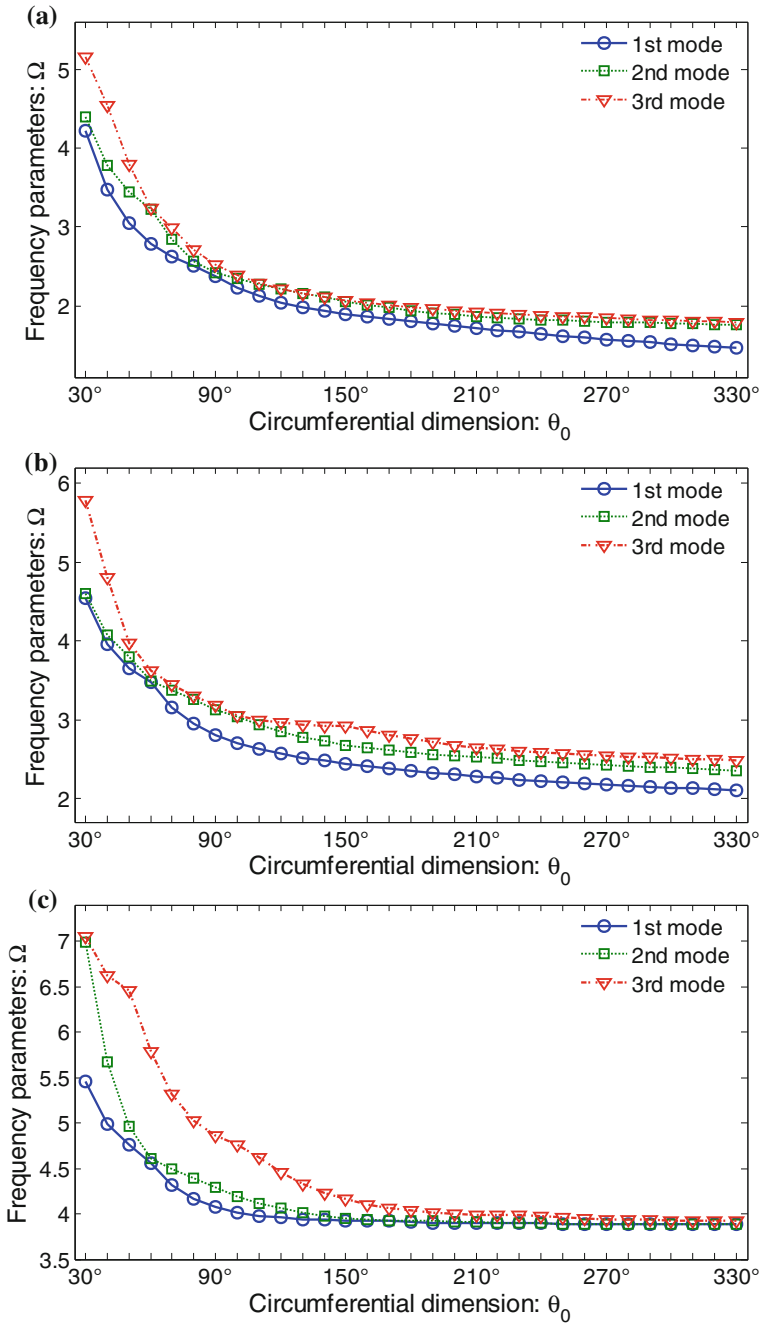 (a)
Frequency parameters: Ω
5
4
3
2
1st mode
2nd mode
3rd mode
30° 90° 150° 210° 270° 330°
Circumferential dimension: θ0
(b)
Frequency parameters: Ω
6
5
4
3
2
1st mode
2nd mode
3rd mode
30° 90° 150° 210° 270° 330°
Circumferential dimension: θ0
(c)
Frequency parameters: Ω
7
6.5
6
5.5
5
4.5
4
3.5
1st mode
2nd mode
3rd mode
30° 90° 150° 210° 270° 330°
Circumferential dimension: θ0